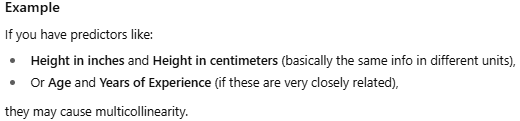 Example
If you have predictors like:
• Height in inches and Height in centimeters (basically the same info in different units),
• Or Age and Years of Experience (if these are very closely related),
they may cause multicollinearity.